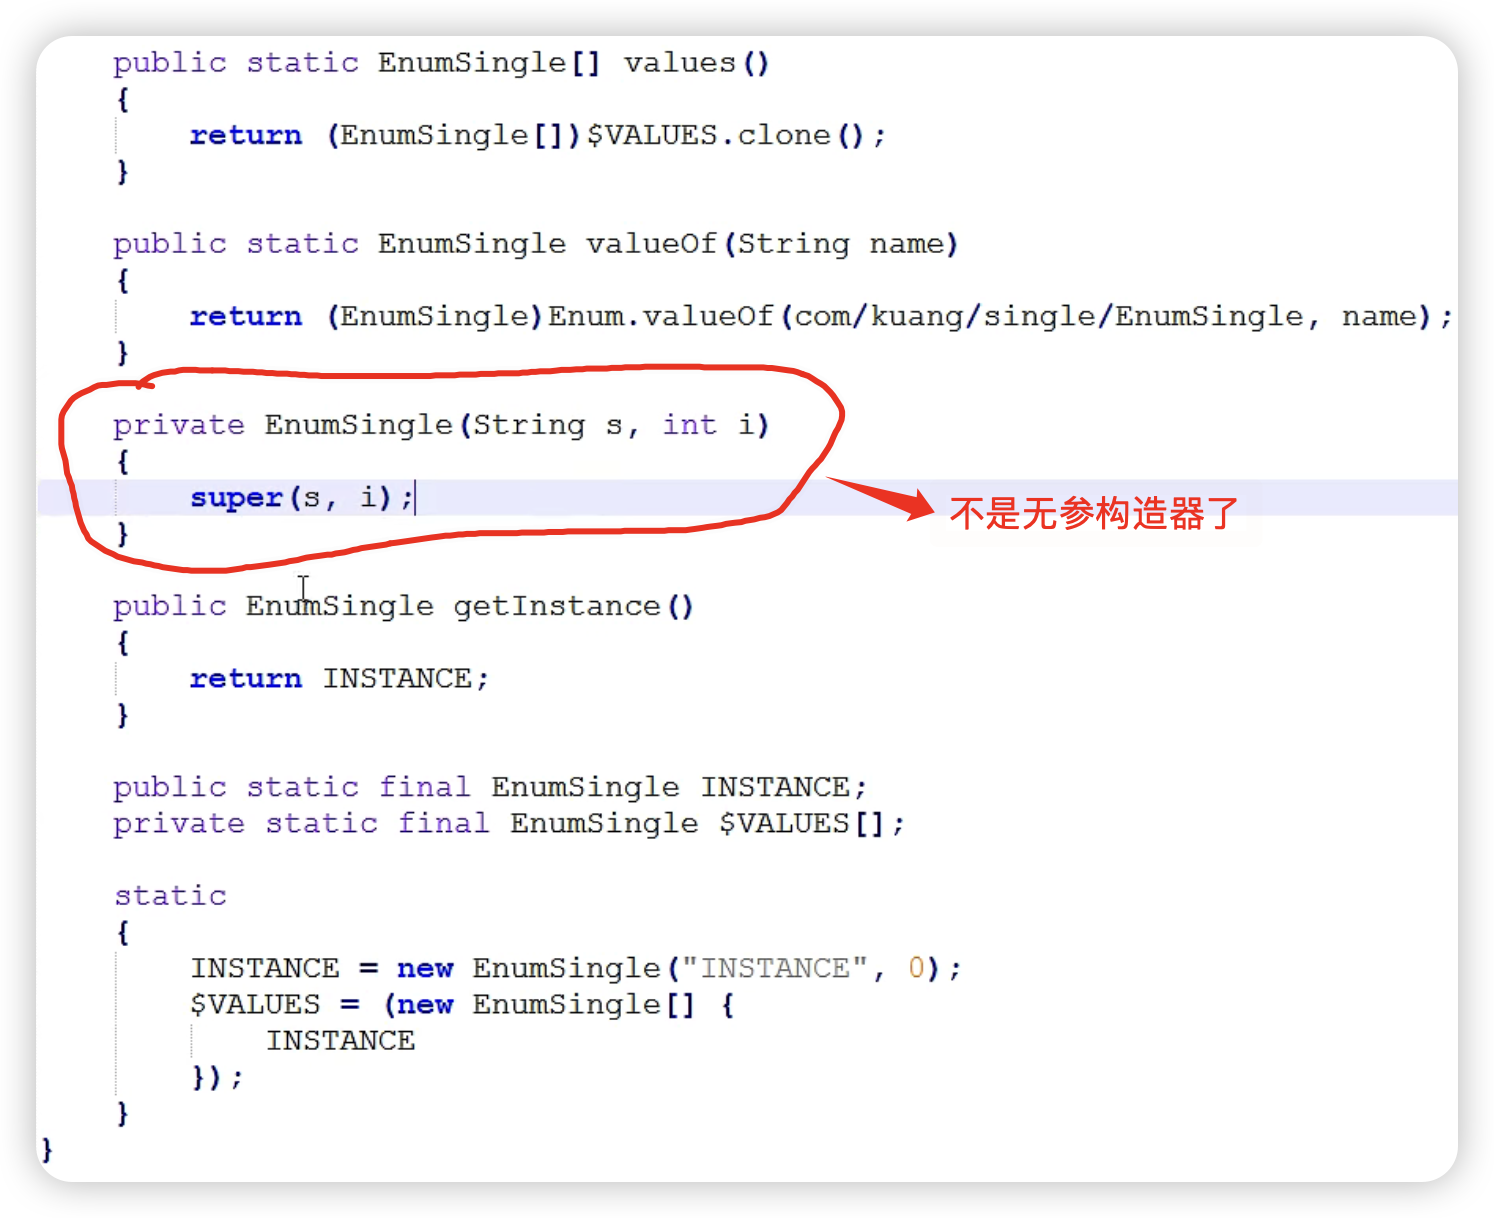 public static EnumSingle[] values()
{
return (EnumSingle[])$VALUES.clone();
}
public static EnumSingle valueOf(String name)
{
return (EnumSingle)Enum.valueOf(com/kuang/single/EnumSingle, name);
}
private EnumSingle(String s, int i)
{
super(s, i);
}
不是无参构造器了
public EnumSingle getInstance()
{
return INSTANCE;
}
public static final EnumSingle INSTANCE;
private static final EnumSingle $VALUES[];
static
{
INSTANCE = new EnumSingle("INSTANCE", 0);
$VALUES = (new EnumSingle[] {
INSTANCE
});
}
}